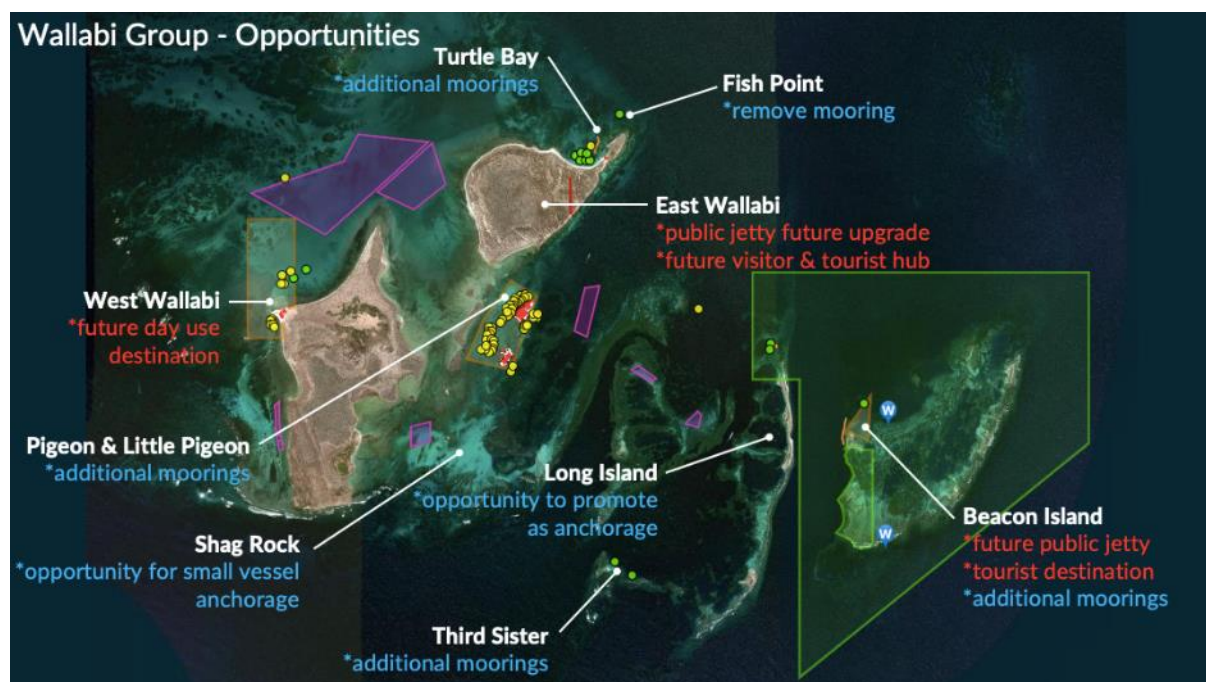 Wallabi Group - Opportunities
Turtle Bay
*additional moorings
Fish Point
*remove mooring
East Wallabi
*public jetty future upgrade
*future visitor & tourist hub
West Wallabi
*future day use
destination
Pigeon & Little Pigeon
*additional moorings
Long Island
*opportunity to promote
as anchorage
Shag Rock
*opportunity for small vessel
anchorage
Third Sister
*additional moorings
W
W
Beacon Island
*future public jetty
*tourist destination
*additional moorings